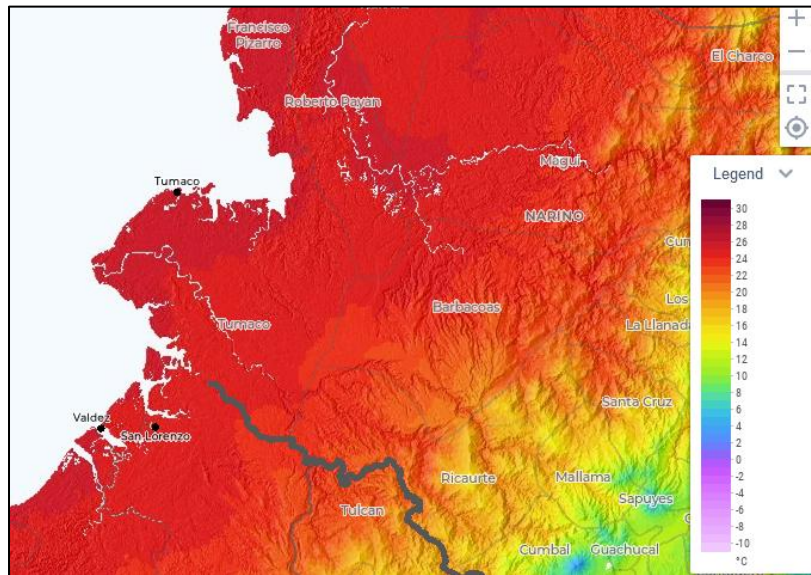 Francisco
Pizarro
El Charco
Roberto Payan
Magui
Tumaco
NARINO
Legend
30
28
26
24
22
20
18
16
14
12
10
8
6
4
2
0
-2
-4
-6
-8
-10
°C
Cum
Los
La Llanada
Barbacoas
Tumaco
Santa Cruz
Valdez
San Lorenzo
Ricaurte
Mallama
Sapuyes
Tulcan
Cumbal
Guachucal